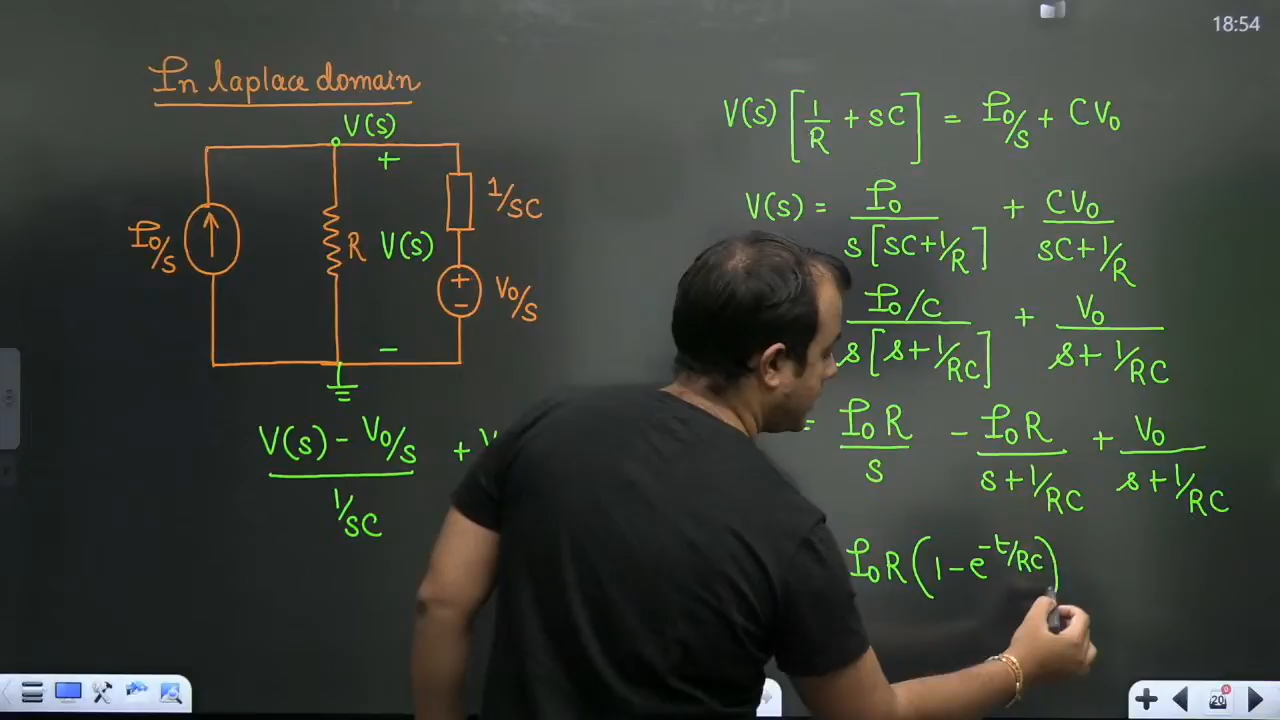 18:54
In laplace domain
V(s)
+
I₀/s
R
V(s)
1/sC
+
-
V₀/s
-
V(s) - V₀/s
1/sC
+
V(s) [1/R + sC] = I₀/s + CV₀
V(s) = I₀/s[sC+1/R] + CV₀/sC+1/R
I₀/C/s[s+1/RC] + V₀/s+1/RC
= I₀R/s - I₀R/s+1/RC + V₀/s+1/RC
I₀R(1-e^-t/RC)
20